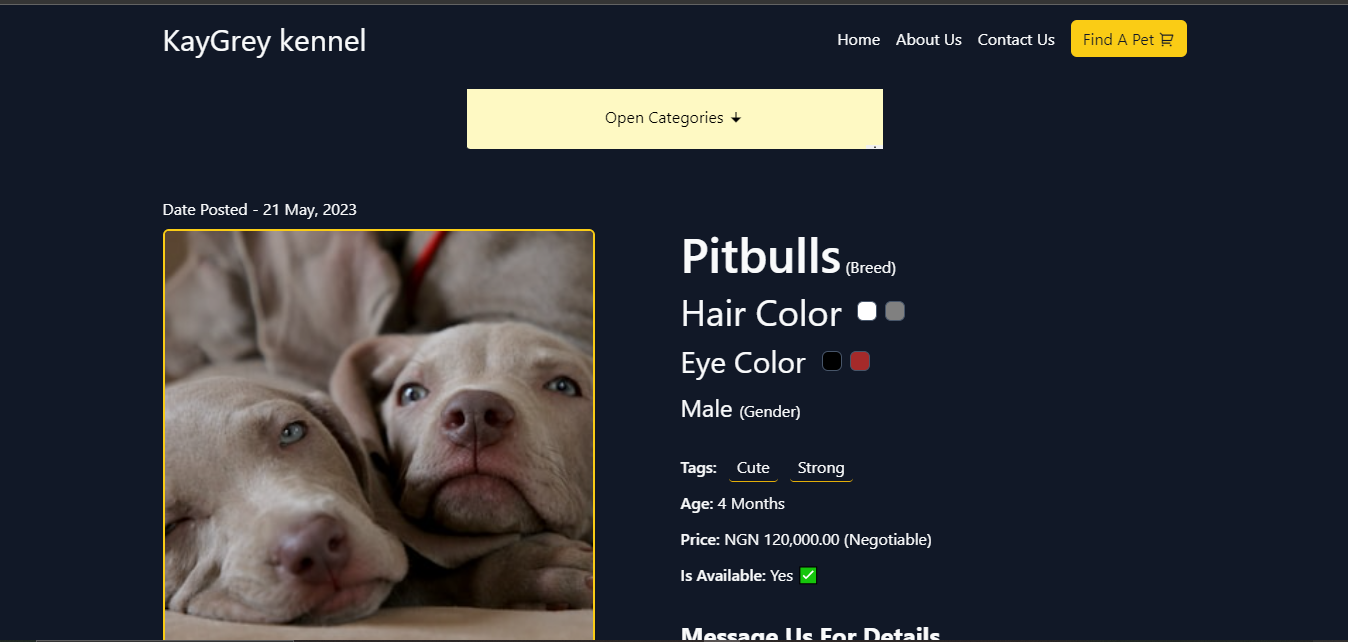 KayGrey kennel
Home About Us Contact Us Find A Pet
Open Categories ↓
Date Posted - 21 May, 2023
Pitbulls (Breed)
Hair Color
Eye Color
Male (Gender)
Tags: Cute Strong
Age: 4 Months
Price: NGN 120,000.00 (Negotiable)
Is Available: Yes ✅
Message Us For Details